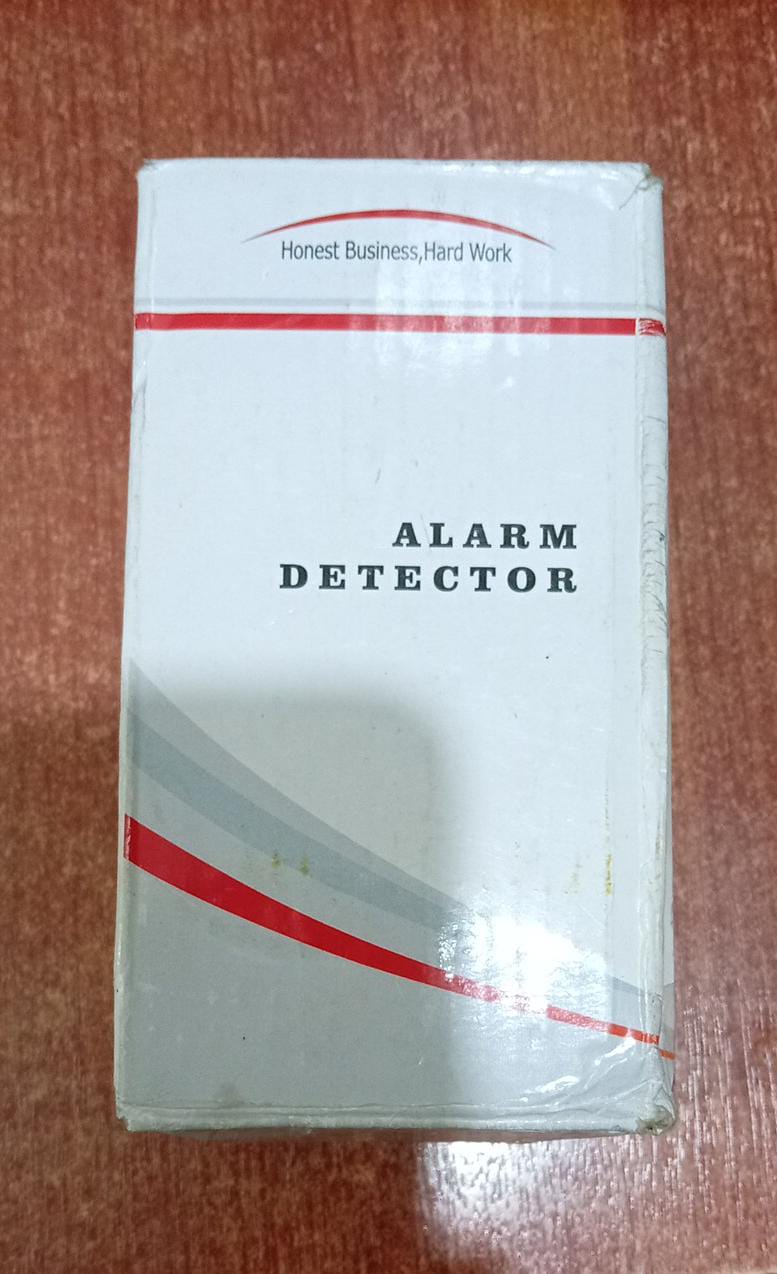 Honest Business,Hard Work
ALARM
DETECTOR